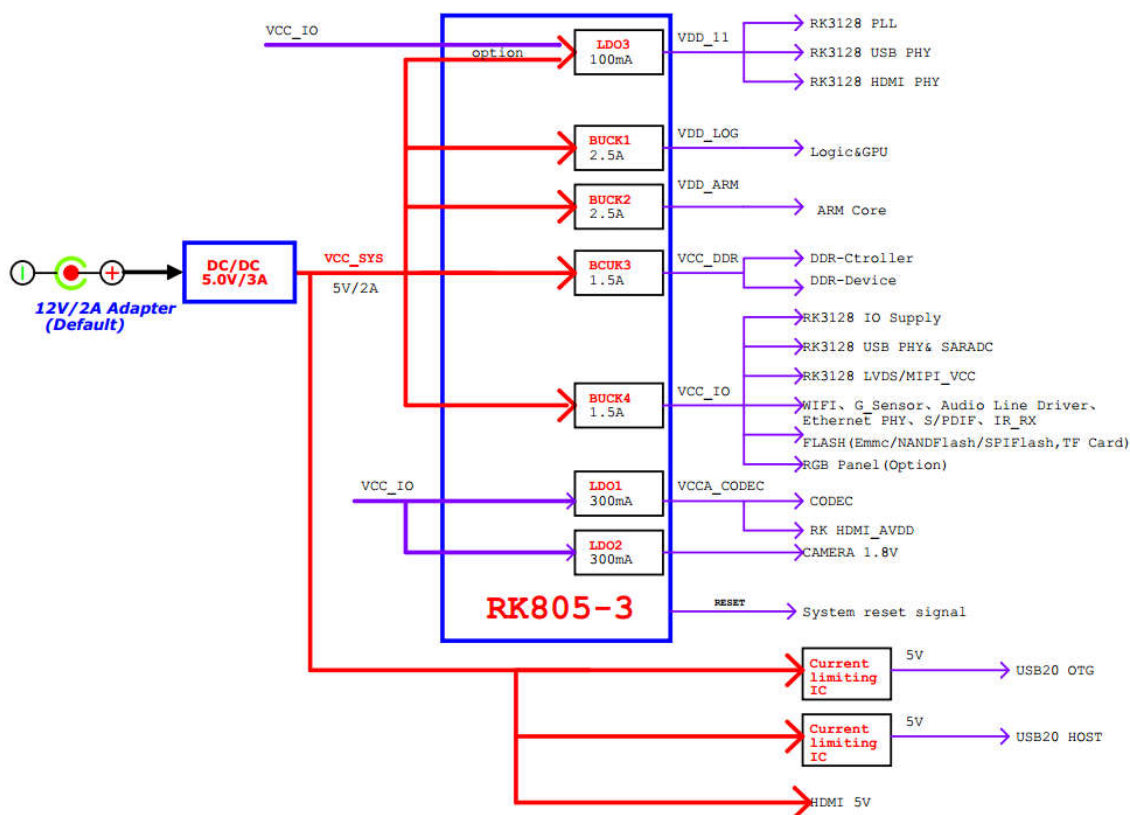 VCC_IO
option
LDO3
100mA
VDD_11
RK3128 PLL
RK3128 USB PHY
RK3128 HDMI PHY
BUCK1
2.5A
VDD_LOG
Logic&GPU
BUCK2
2.5A
VDD_ARM
ARM Core
DC/DC
5.0V/3A
12V/2A Adapter
(Default)
VCC_SYS
5V/2A
BCUK3
1.5A
VCC_DDR
DDR-Ctroller
DDR-Device
BUCK4
1.5A
VCC_IO
RK3128 IO Supply
RK3128 USB PHY& SARADC
RK3128 LVDS/MIPI_VCC
WIFI、G_Sensor、Audio Line Driver、
Ethernet PHY、S/PDIF、IR_RX
FLASH(Emmc/NANDFlash/SPIFlash,TF Card)
RGB Panel(Option)
VCC_IO
LDO1
300mA
VCCA_CODEC
CODEC
RK HDMI_AVDD
LDO2
300mA
CAMERA 1.8V
RK805-3
RESET
System reset signal
Current
limiting
IC
5V
USB20 OTG
Current
limiting
IC
5V
USB20 HOST
HDMI 5V